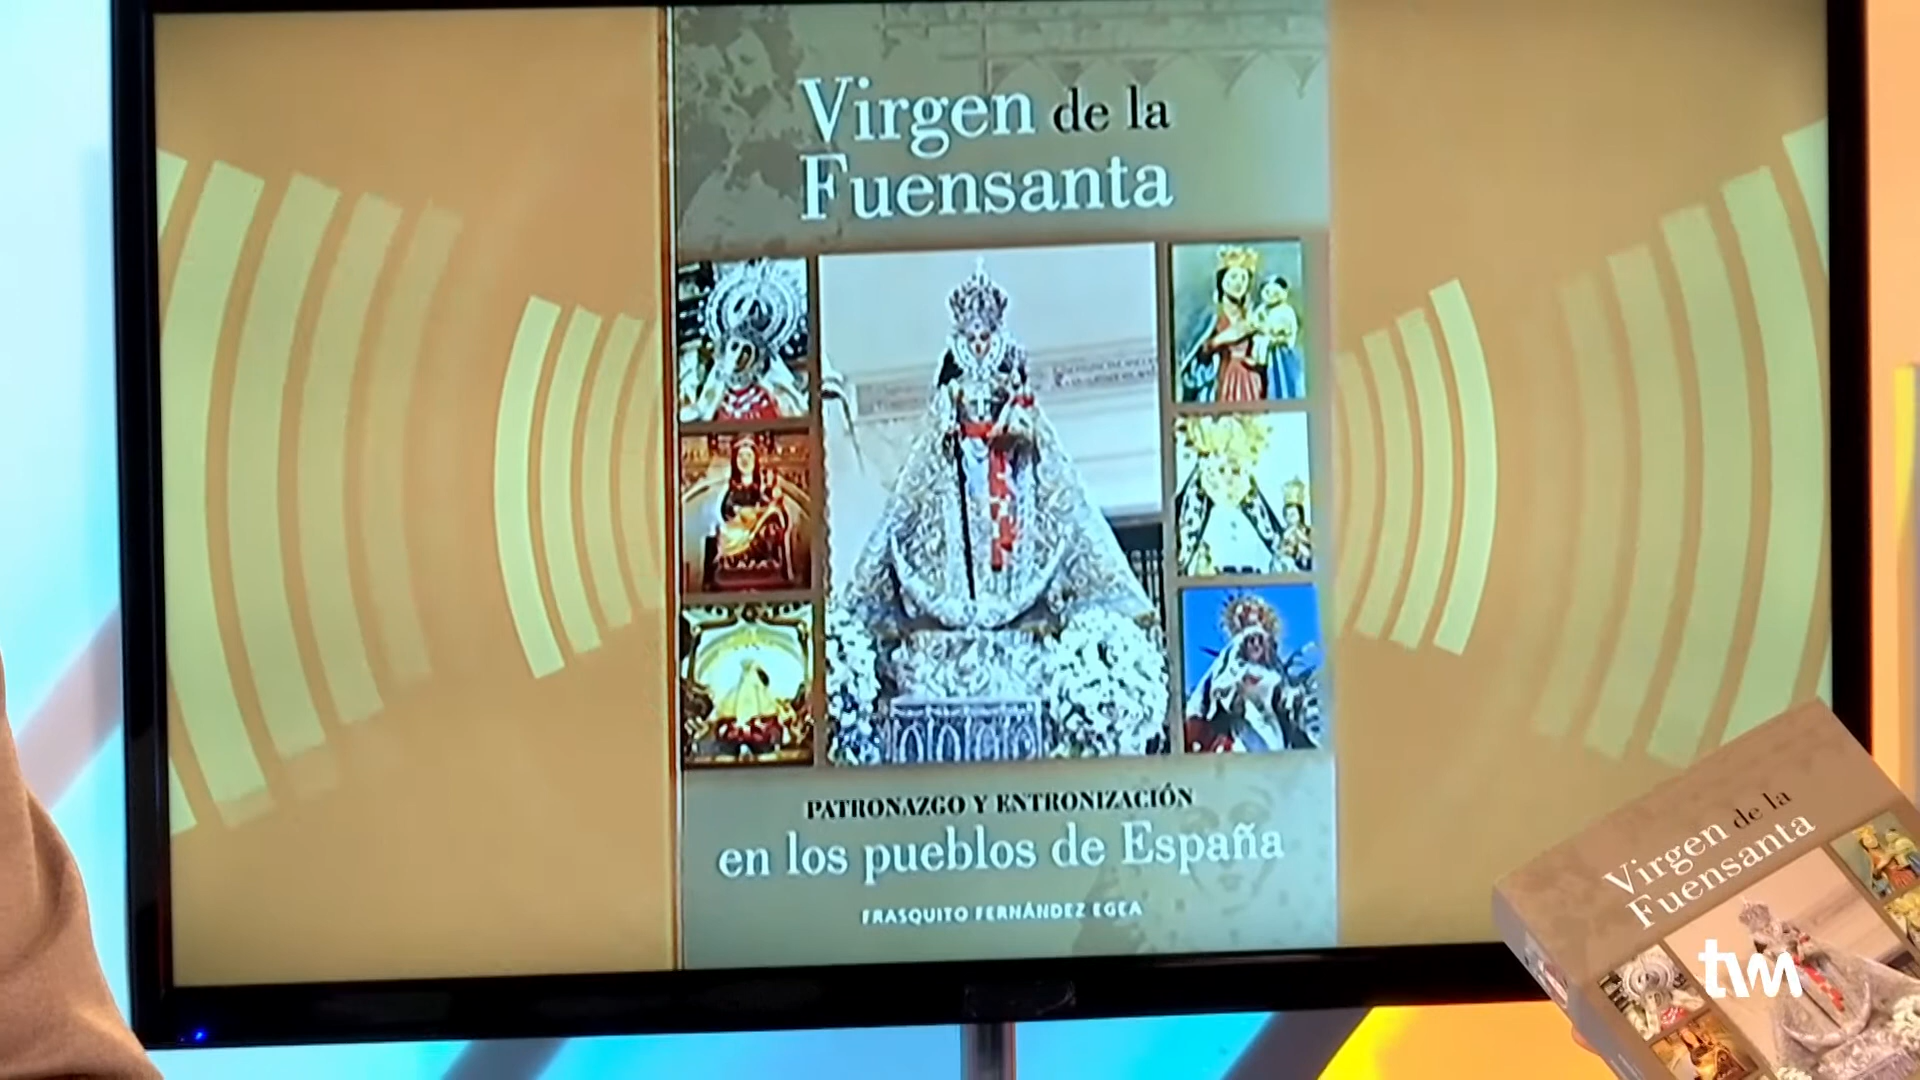 Virgen de la
Fuensanta
PATRONAZGO Y ENTRONIZACIÓN
en los pueblos de España
FRASQUITO FERNÁNDEZ EGEA
Virgen de la
Fuensanta
tvm